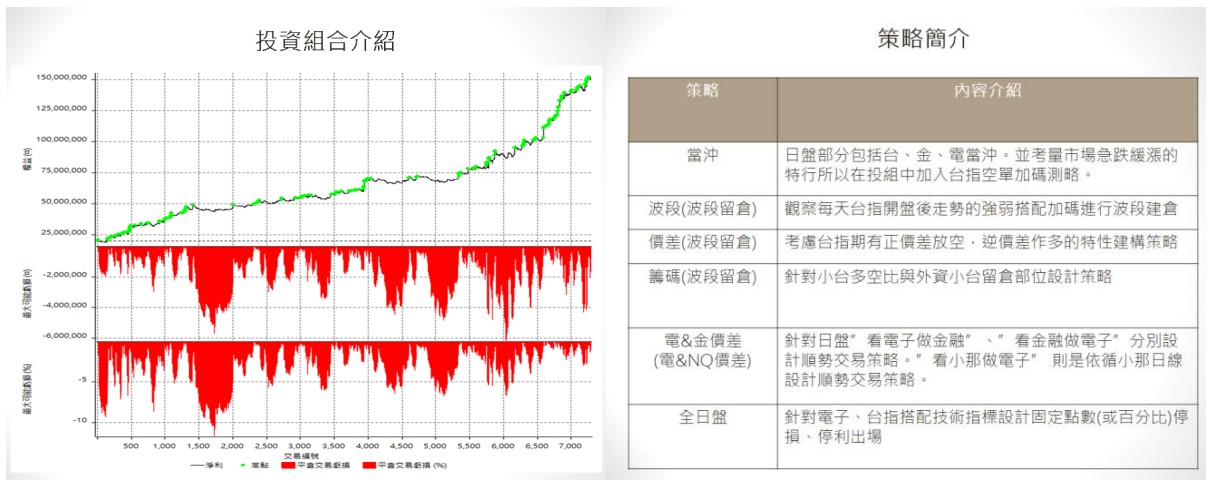 投資組合介紹
150,000,000
125,000,000
100,000,000
75,000,000
50,000,000
25,000,000
權益(¤)
-2,000,000
-4,000,000
-6,000,000
最大可能虧損(¤)
-5
-10
最大可能虧損(%)
500 1,000 1,500 2,000 2,500 3,000 3,500 4,000 4,500 5,000 5,500 6,000 6,500 7,000
交易編號
淨利 高點 平倉交易虧損 平倉交易虧損 (%)
策略簡介
策略 內容介紹
當沖
日盤部分包括台、金、電當沖。並考量市場急跌緩漲的
特行所以在投組中加入台指空單加碼測略。
波段(波段留倉)
觀察每天台指開盤後走勢的強弱搭配加碼進行波段建倉
價差(波段留倉)
考慮台指期有正價差放空，逆價差作多的特性建構策略
籌碼(波段留倉)
針對小台多空比與外資小台留倉部位設計策略
電&金價差
(電&NQ價差)
針對日盤”看電子做金融”、”看金融做電子”分別設
計順勢交易策略。”看小那做電子” 則是依循小那日線
設計順勢交易策略。
全日盤
針對電子、台指搭配技術指標設計固定點數(或百分比)停
損、停利出場